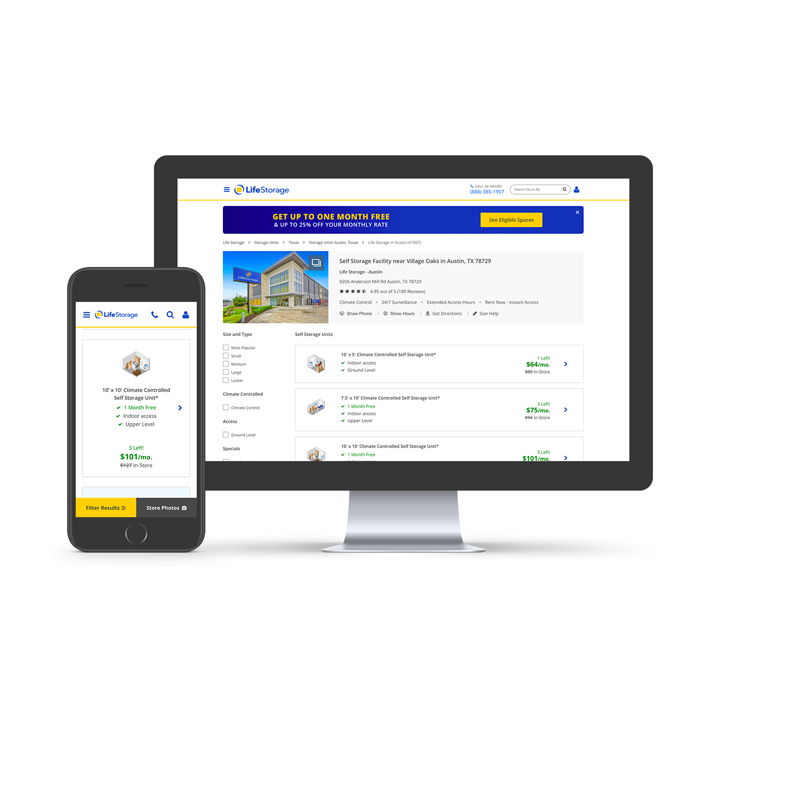 LifeStorage
CALL 24 HOURS
(888) 385-1907
Search City or Zip
GET UP TO ONE MONTH FREE
& UP TO 25% OFF YOUR MONTHLY RATE
See Eligible Spaces
Life Storage > Storage Units > Texas > Storage Units Austin, Texas > Life Storage in Austin (#7007)
LifeStorage
Self Storage Facility near Village Oaks in Austin, TX 78729
Life Storage - Austin
9206 Anderson Mill Rd Austin, TX 78729
4.95 out of 5 (180 Reviews)
Climate Control • 24/7 Surveillance • Extended Access Hours • Rent Now - Instant Access
Show Phone | Show Hours | Get Directions | Size Help
Size and Type
Most Popular
Small
Medium
Large
Locker
Climate Controlled
Climate Control
Access
Ground Level
Specials
Self Storage Units
10' x 5' Climate Controlled Self Storage Unit*
Indoor access
Ground Level
1 Left!
$64/mo.
$80 In-Store
7.5' x 10' Climate Controlled Self Storage Unit*
1 Month Free
Indoor access
Upper Level
3 Left!
$75/mo.
$94 In-Store
10' x 10' Climate Controlled Self Storage Unit*
1 Month Free
3 Left!
$101/mo.
LifeStorage
10' x 10' Climate Controlled
Self Storage Unit*
1 Month Free
Indoor access
Upper Level
3 Left!
$101/mo.
$127 In-Store
Filter Results
Store Photos